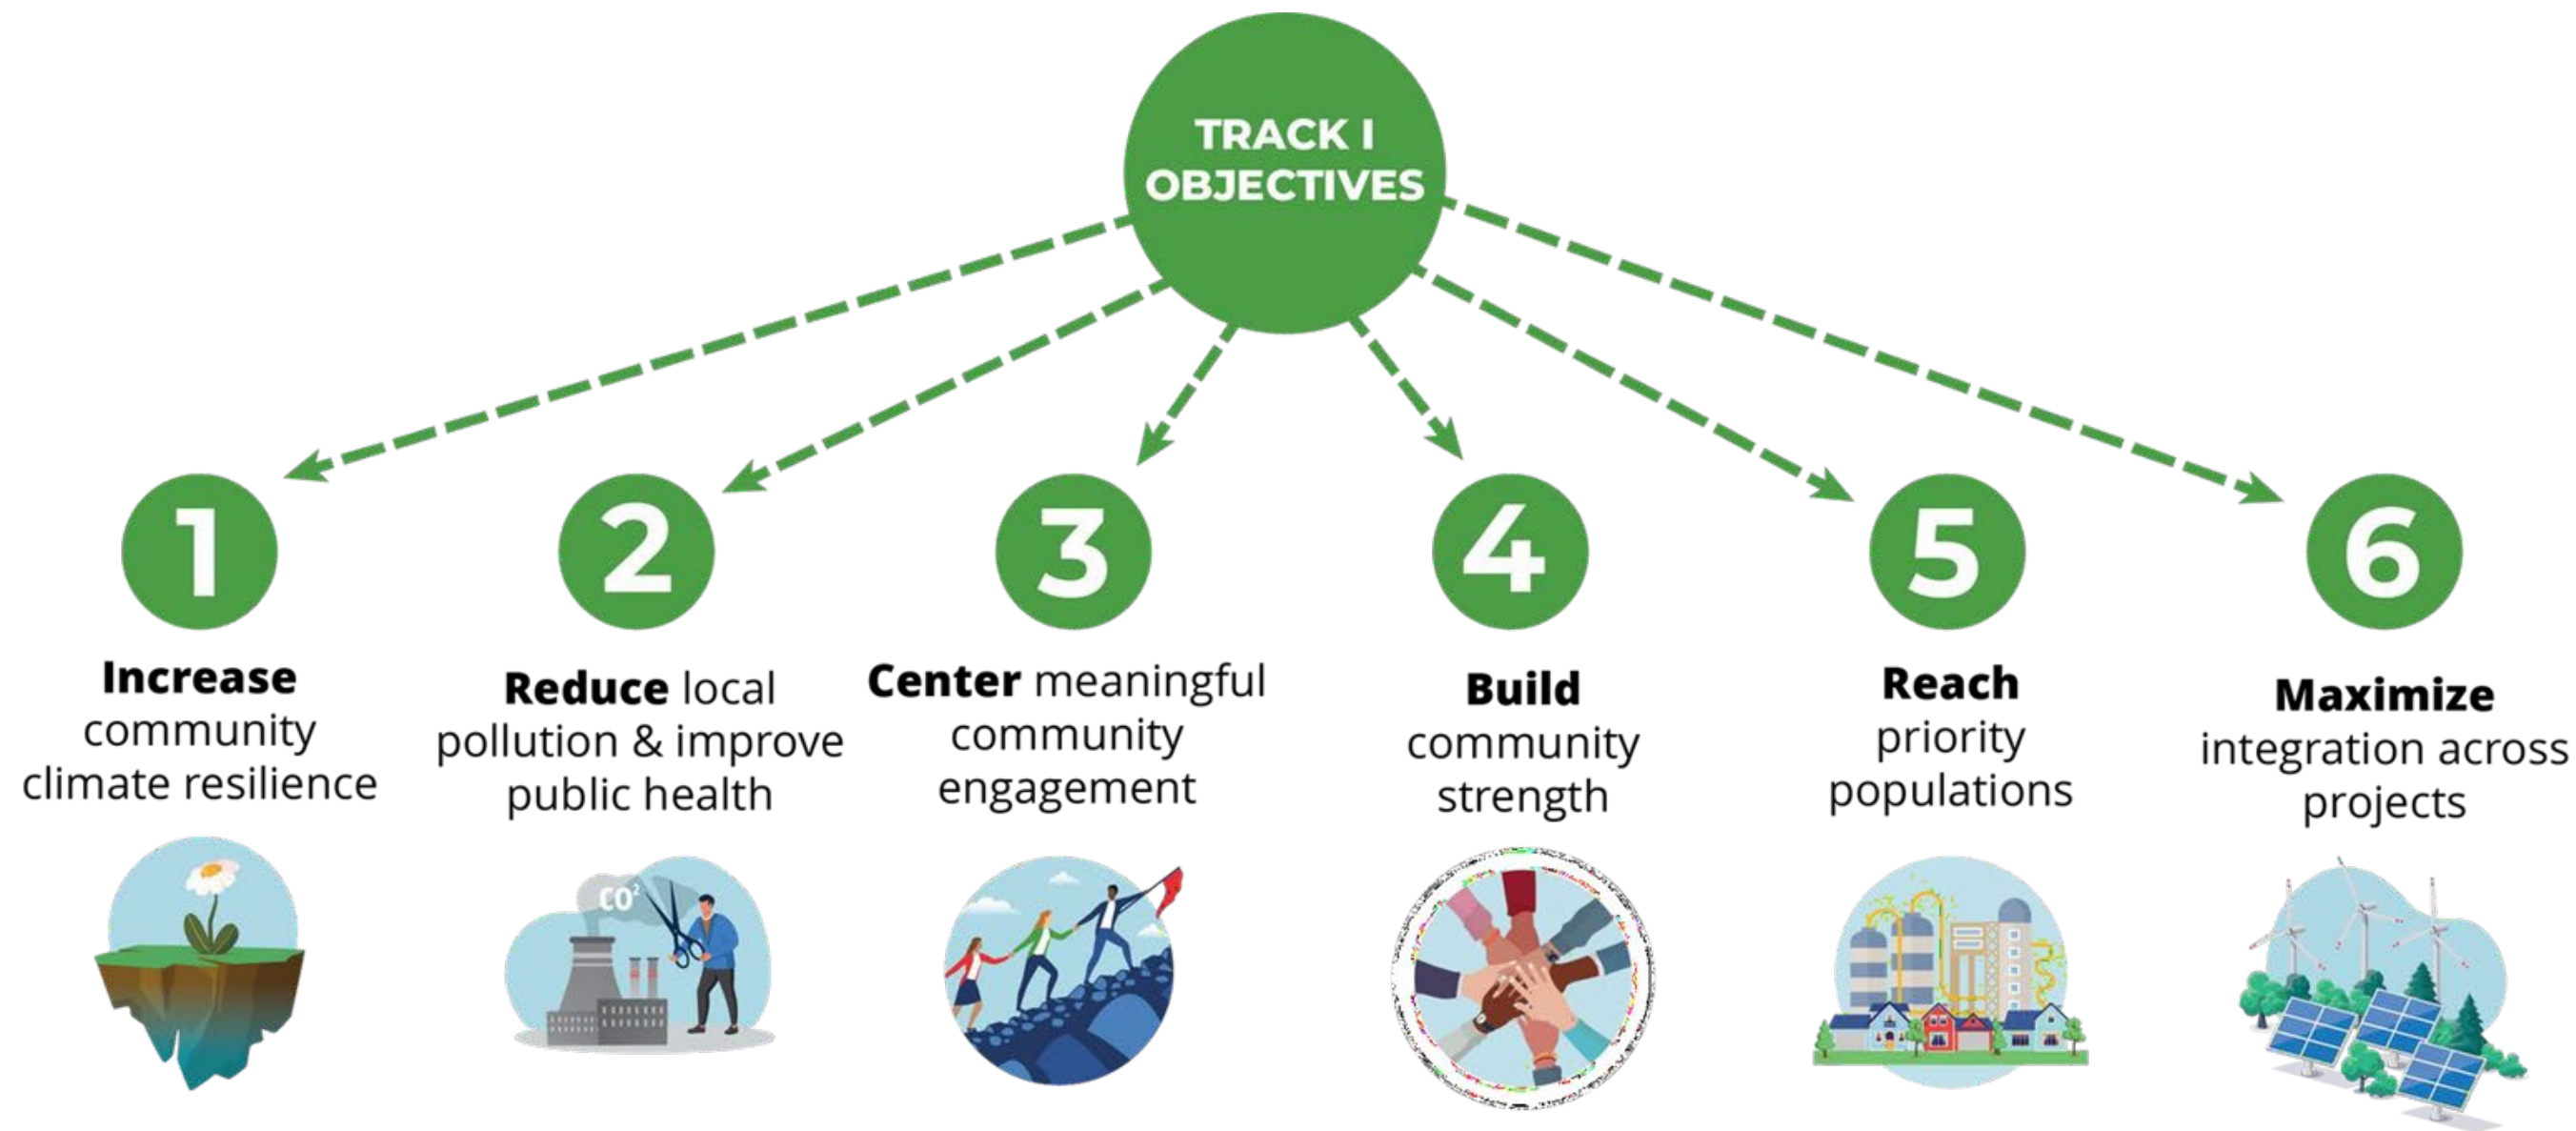 TRACK I
OBJECTIVES
1
Increase
community
climate resilience
2
Reduce local
pollution & improve
public health
3
Center meaningful
community
engagement
4
Build
community
strength
5
Reach
priority
populations
6
Maximize
integration across
projects
CO²